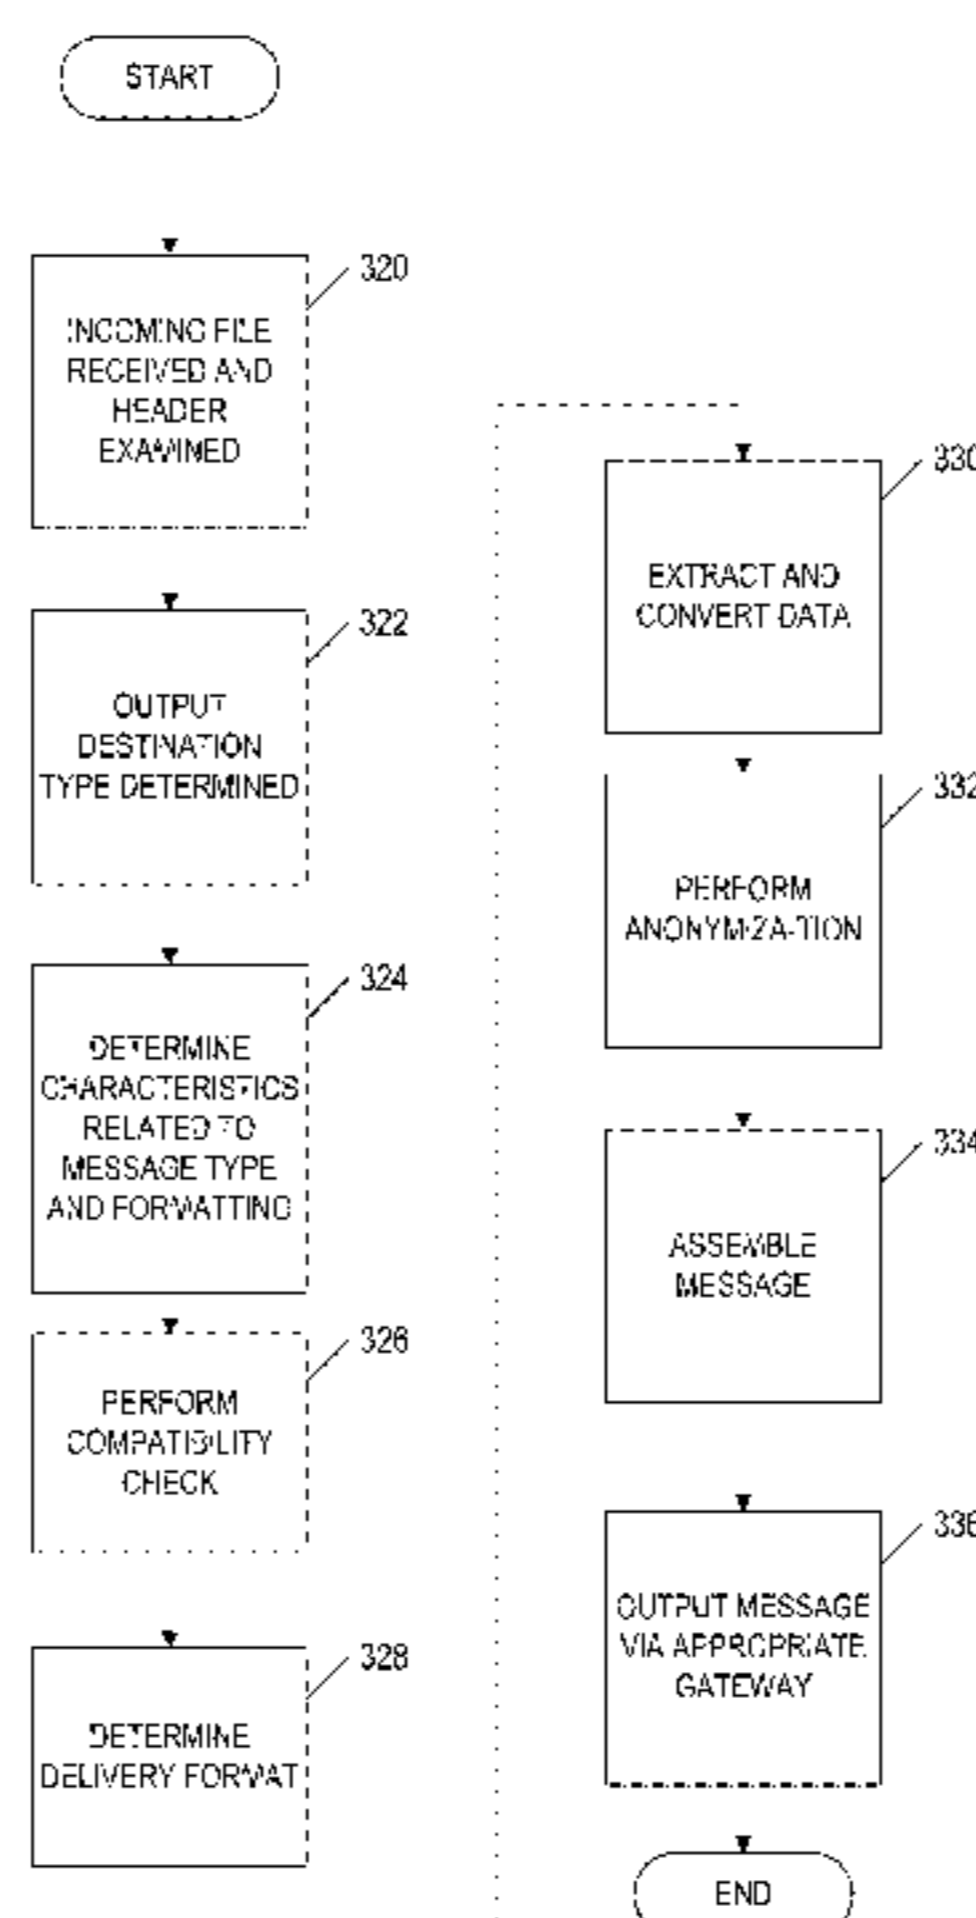 START
320
INCOMING FILE
RECEIVED AND
HEADER
EXAMINED
322
OUTPUT
DESTINATION
TYPE DETERMINED
324
DETERMINE
CHARACTERISTICS
RELATED TO
MESSAGE TYPE
AND FORMATTING
326
PERFORM
COMPATIBILITY
CHECK
328
DETERMINE
DELIVERY FORMAT
330
EXTRACT AND
CONVERT DATA
332
PERFORM
ANONYMIZA-TION
334
ASSEMBLE
MESSAGE
336
OUTPUT MESSAGE
VIA APPROPRIATE
GATEWAY
END